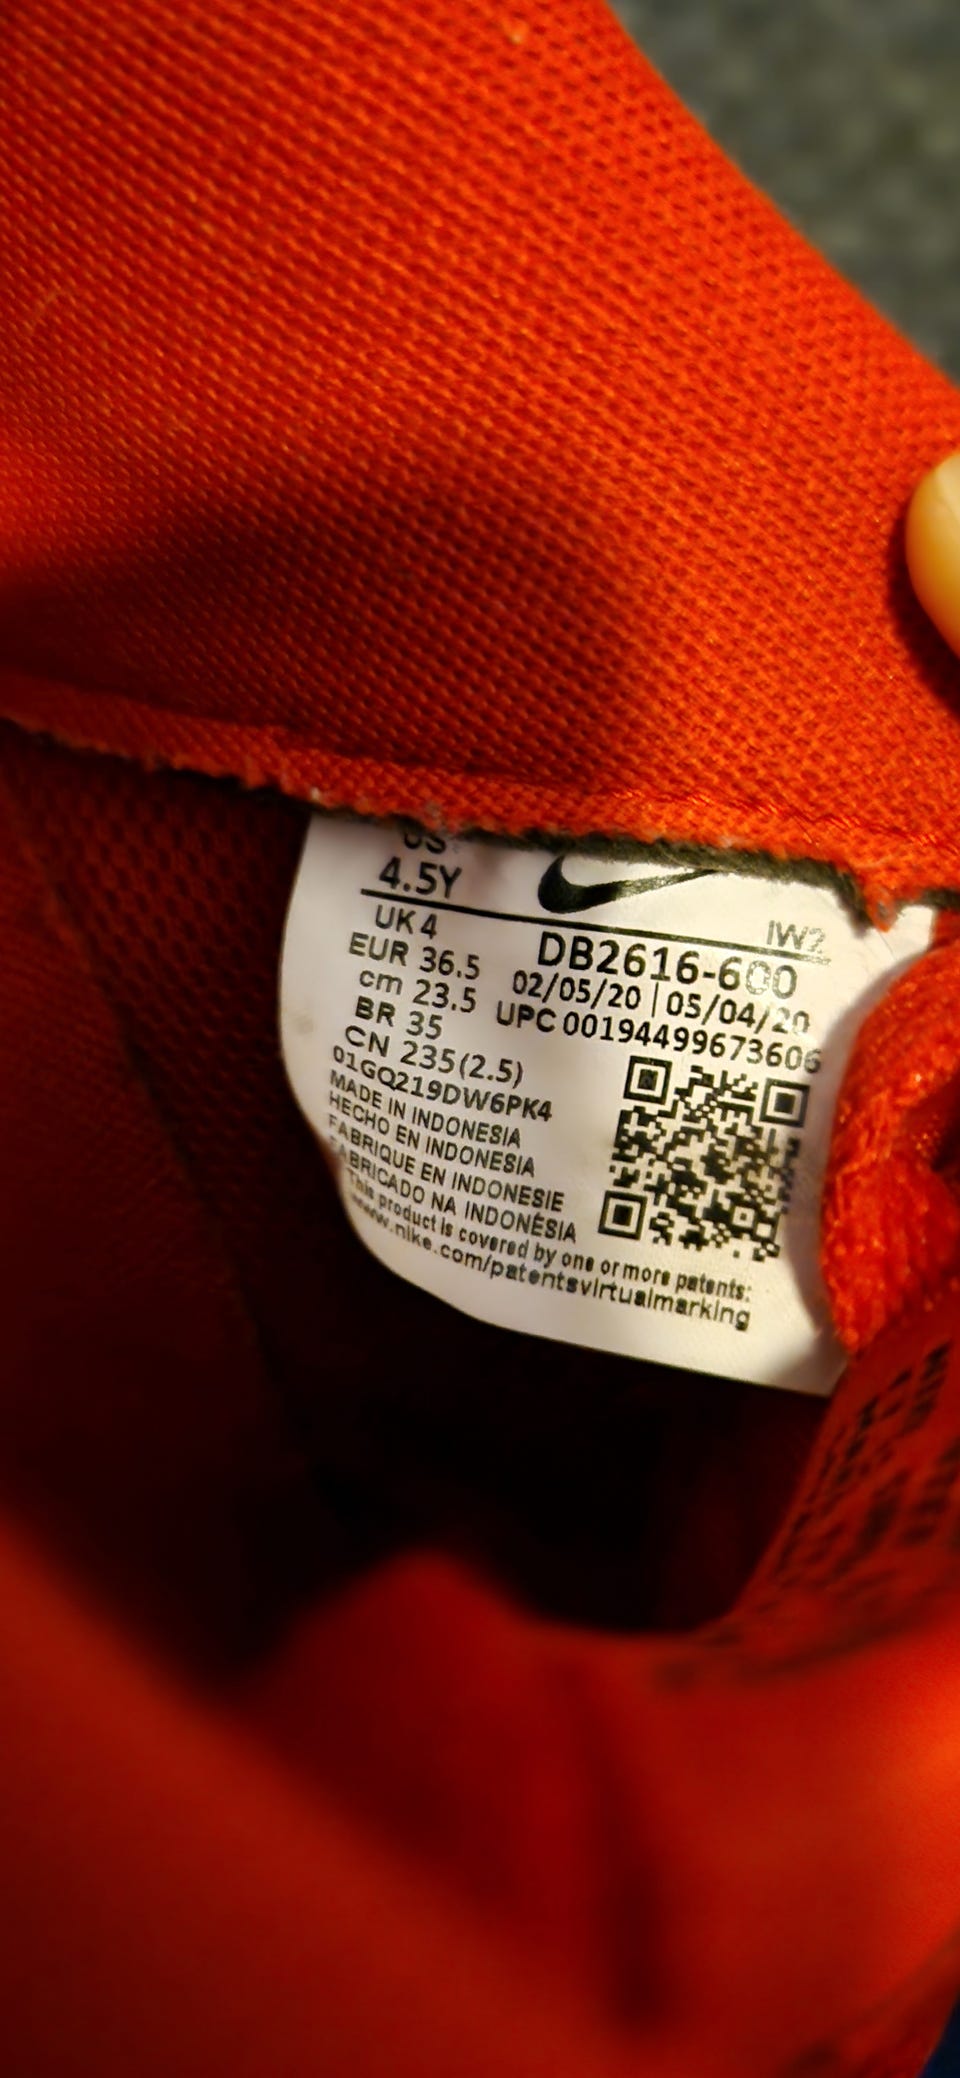 US
4.5Y
UK 4
EUR 36.5
cm 23.5
BR 35
CN 235(2.5)
01GQ219DW6PK4
MADE IN INDONESIA
HECHO EN INDONESIA
FABRIQUE EN INDONESIE
FABRICADO NA INDONÉSIA
This product is covered by one or more patents:
www.nike.com/patentsvirtualmarking
IW2
DB2616-600
02/05/20 | 05/04/20
UPC 00194499673606